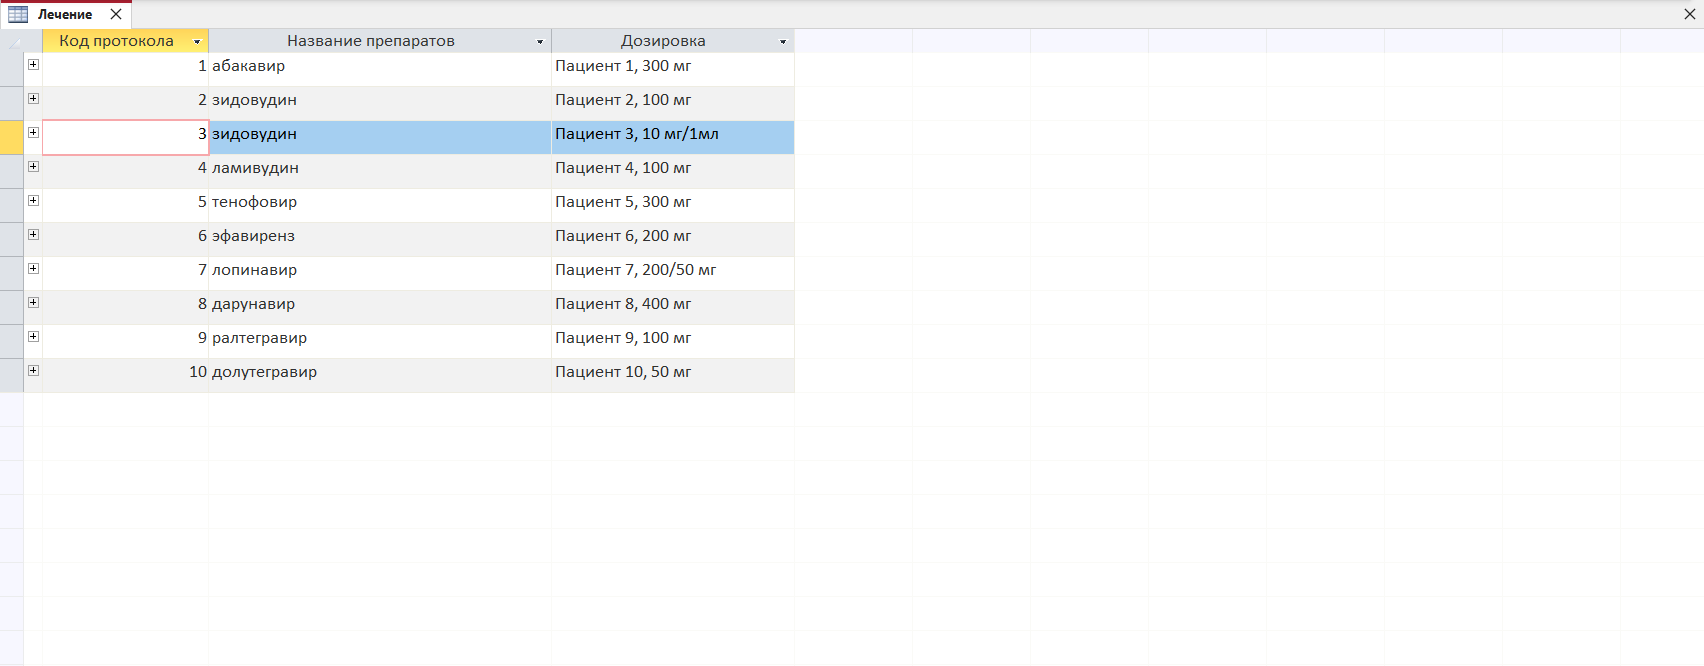 Лечение
Код протокола Название препаратов Дозировка
1 абакавир Пациент 1, 300 мг
2 зидовудин Пациент 2, 100 мг
3 зидовудин Пациент 3, 10 мг/1мл
4 ламивудин Пациент 4, 100 мг
5 тенофовир Пациент 5, 300 мг
6 эфавиренз Пациент 6, 200 мг
7 лопинавир Пациент 7, 200/50 мг
8 дарунавир Пациент 8, 400 мг
9 ралтегравир Пациент 9, 100 мг
10 долутегравир Пациент 10, 50 мг